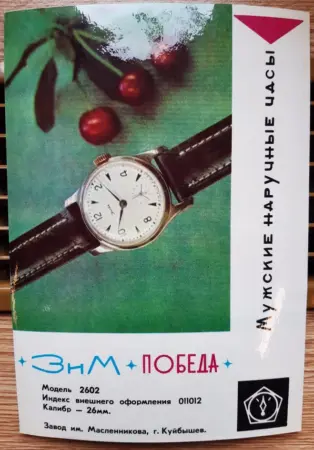 Мужские наручные часы
ЗиМ ПОБЕДА
Модель 2602
Индекс внешнего оформления 011012
Калибр — 26мм.
Завод им. Масленникова, г. Куйбышев.